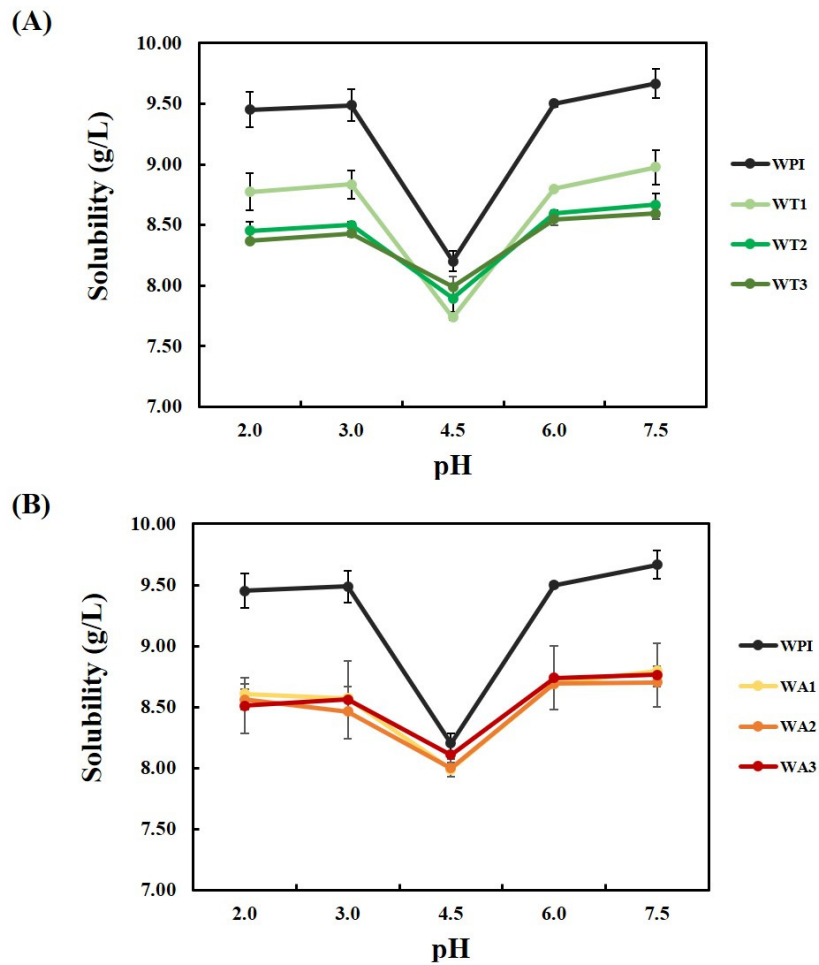 (A)
10.00
9.50
9.00
8.50
8.00
7.50
7.00
Solubility (g/L)
2.0 3.0 4.5 6.0 7.5
pH
WPI
WT1
WT2
WT3
(B)
10.00
9.50
9.00
8.50
8.00
7.50
7.00
Solubility (g/L)
2.0 3.0 4.5 6.0 7.5
pH
WPI
WA1
WA2
WA3